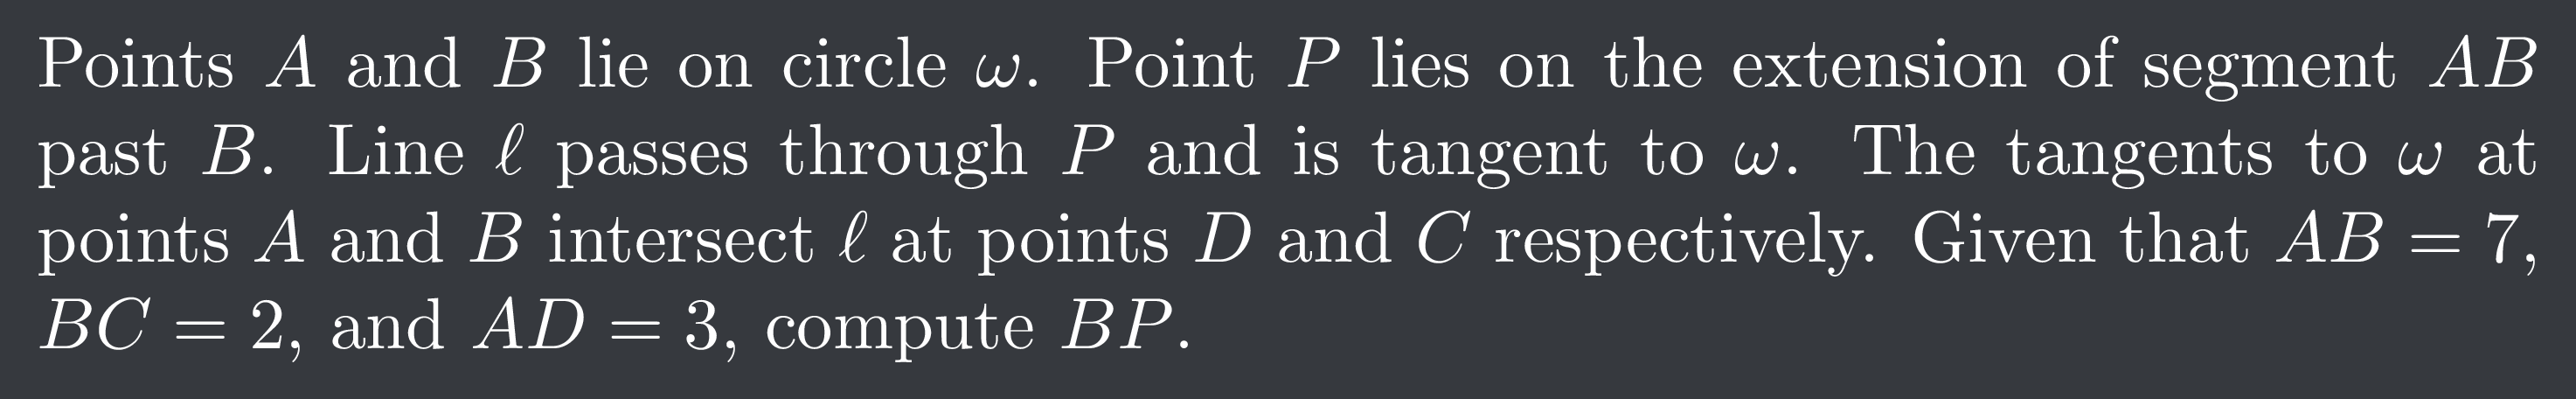 Points A and B lie on circle ω. Point P lies on the extension of segment AB
past B. Line ℓ passes through P and is tangent to ω. The tangents to ω at
points A and B intersect ℓ at points D and C respectively. Given that AB = 7,
BC = 2, and AD = 3, compute BP.